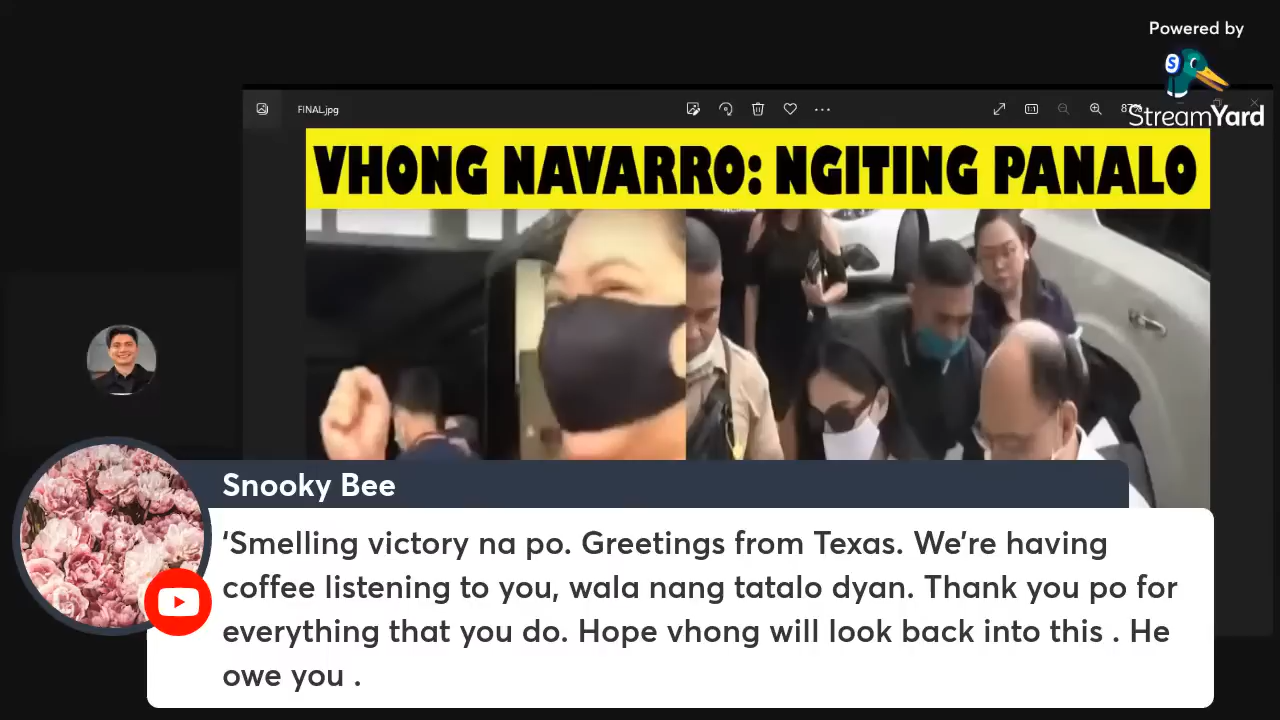 Powered by
StreamYard
FINAL.jpg
87%
VHONG NAVARRO: NGITING PANALO
Snooky Bee
‘Smelling victory na po. Greetings from Texas. We’re having
coffee listening to you, wala nang tatalo dyan. Thank you po for
everything that you do. Hope vhong will look back into this . He
owe you .